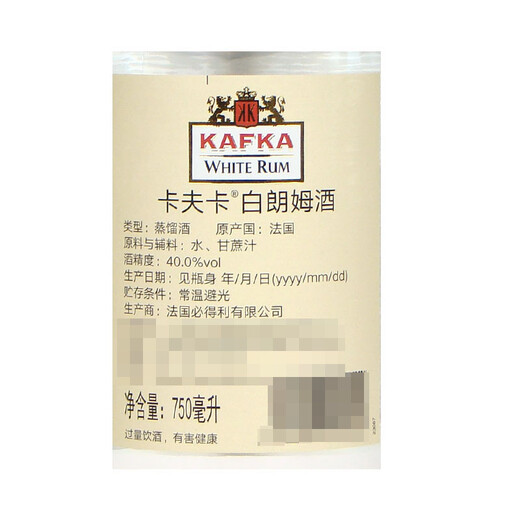 KK
KAFKA
WHITE RUM
卡夫卡®白朗姆酒
类型：蒸馏酒 原产国：法国
原料与辅料：水、甘蔗汁
酒精度：40.0%vol
生产日期：见瓶身 年/月/日(yyyy/mm/dd)
贮存条件：常温避光
生产商：法国必得利有限公司
净含量：750毫升
过量饮酒，有害健康